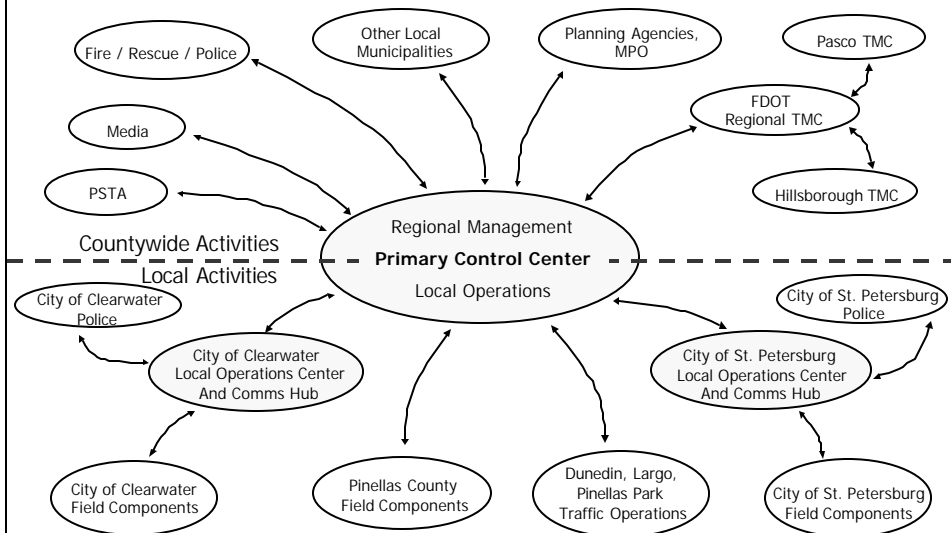 Fire / Rescue / Police
Other Local
Municipalities
Planning Agencies,
MPO
Pasco TMC
FDOT
Regional TMC
Media
PSTA
Hillsborough TMC
Regional Management
Primary Control Center
Local Operations
Countywide Activities
Local Activities
City of Clearwater
Police
City of St. Petersburg
Police
City of Clearwater
Local Operations Center
And Comms Hub
City of St. Petersburg
Local Operations Center
And Comms Hub
City of Clearwater
Field Components
Pinellas County
Field Components
Dunedin, Largo,
Pinellas Park
Traffic Operations
City of St. Petersburg
Field Components